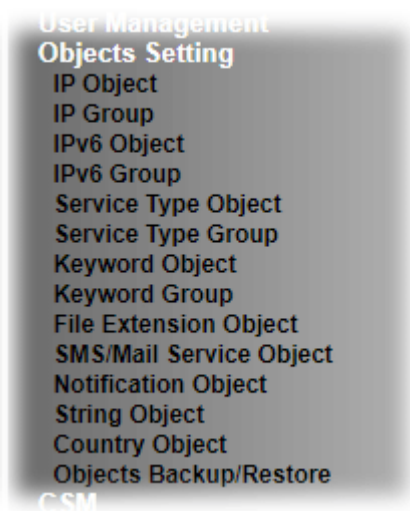 User Management
Objects Setting
IP Object
IP Group
IPv6 Object
IPv6 Group
Service Type Object
Service Type Group
Keyword Object
Keyword Group
File Extension Object
SMS/Mail Service Object
Notification Object
String Object
Country Object
Objects Backup/Restore
CSM